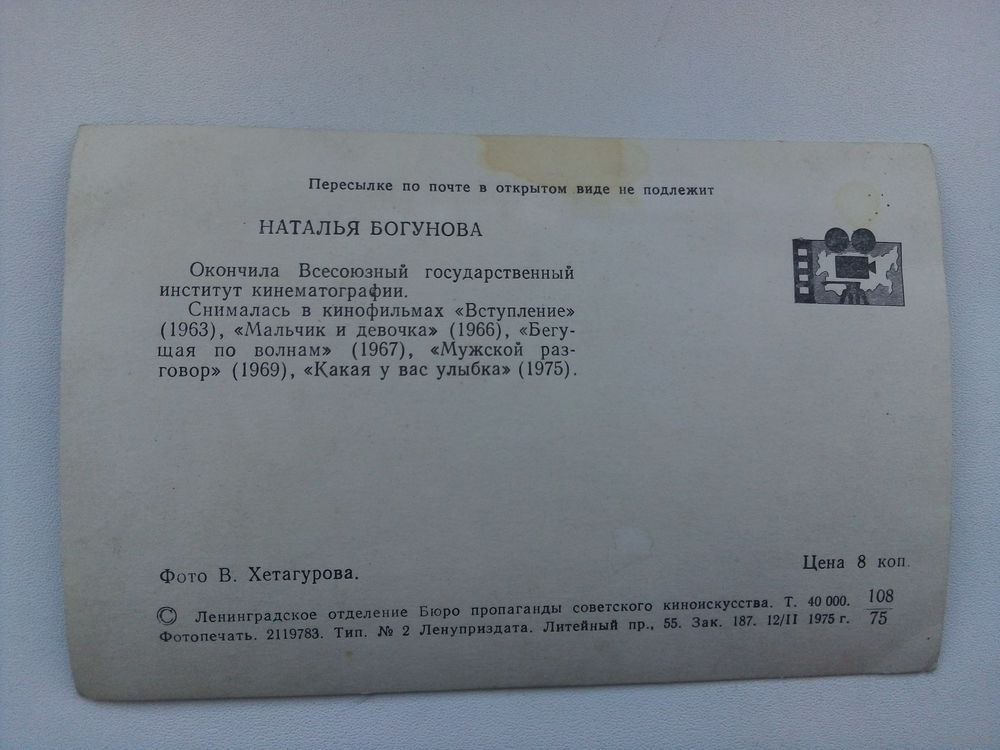 Пересылке по почте в открытом виде не подлежит
НАТАЛЬЯ БОГУНОВА
Окончила Всесоюзный государственный
институт кинематографии.
Снималась в кинофильмах «Вступление»
(1963), «Мальчик и девочка» (1966), «Бегу-
щая по волнам» (1967), «Мужской раз-
говор» (1969), «Какая у вас улыбка» (1975).
Фото В. Хетагурова.
Цена 8 коп.
© Ленинградское отделение Бюро пропаганды советского киноискусства. Т. 40 000. 108
Фотопечать. 2119783. Тип. № 2 Ленуприздата. Литейный пр., 55. Зак. 187. 12/II 1975 г. 75